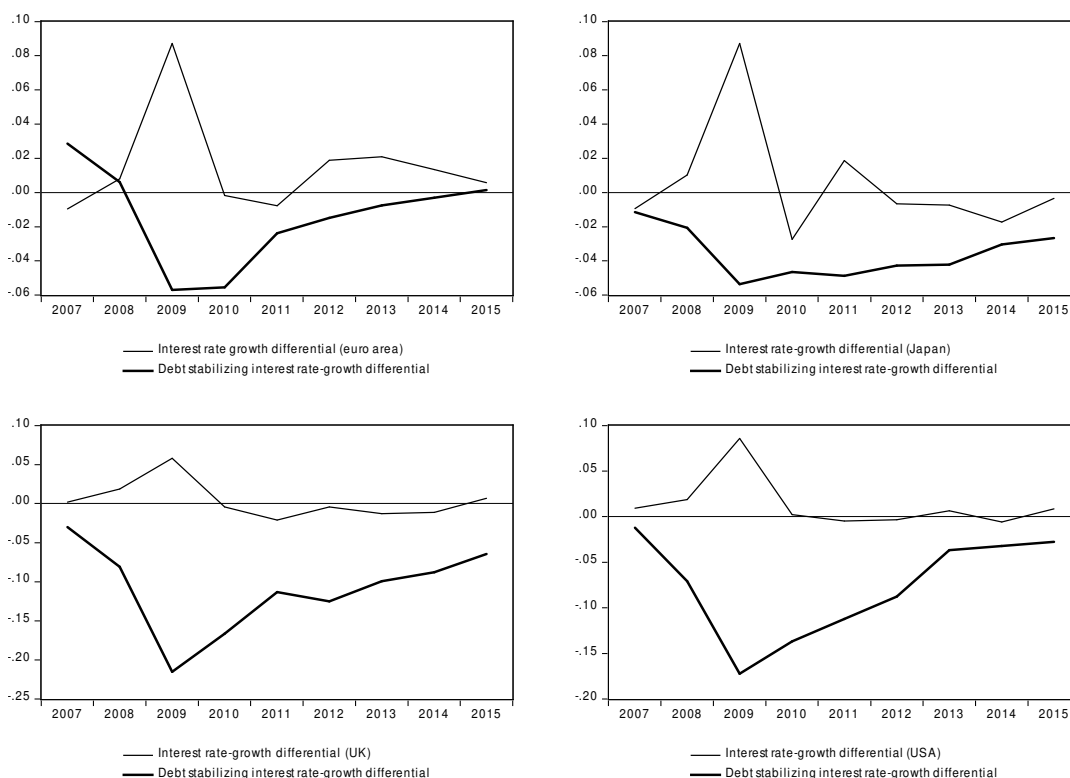 .10
.08
.06
.04
.02
.00
-.02
-.04
-.06
2007 2008 2009 2010 2011 2012 2013 2014 2015
Interest rate growth differential (euro area)
Debt stabilizing interest rate-growth differential
.10
.08
.06
.04
.02
.00
-.02
-.04
-.06
2007 2008 2009 2010 2011 2012 2013 2014 2015
Interest rate-growth differential (Japan)
Debt stabilizing interest rate-growth differential
.10
.05
.00
-.05
-.10
-.15
-.20
-.25
2007 2008 2009 2010 2011 2012 2013 2014 2015
Interest rate-growth differential (UK)
Debt stabilizing interest rate-growth differential
.10
.05
.00
-.05
-.10
-.15
-.20
2007 2008 2009 2010 2011 2012 2013 2014 2015
Interest rate-growth differential (USA)
Debt stabilizing interest rate-growth differential